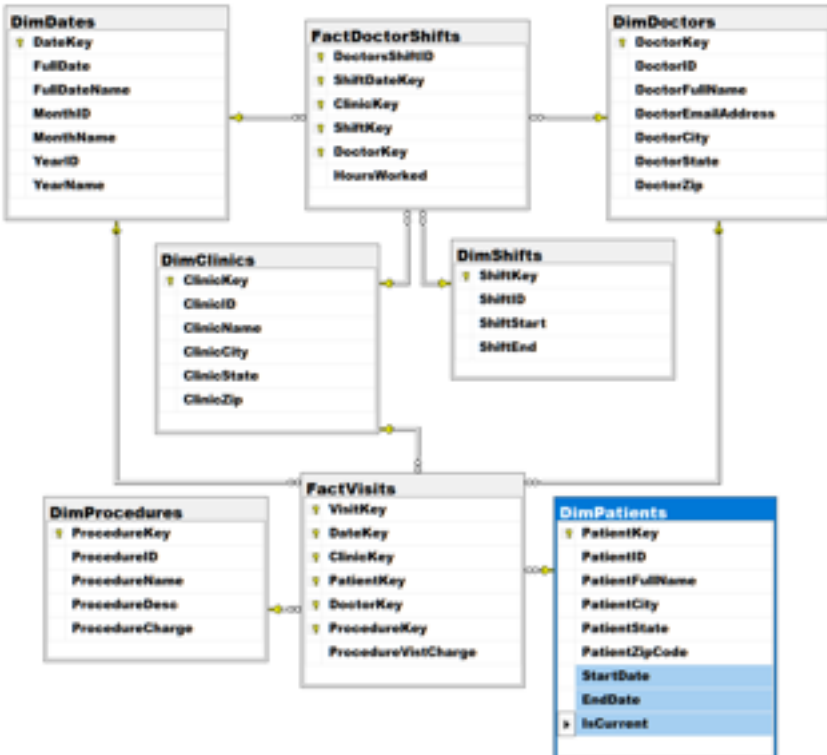 DimDates
DateKey
FullDate
FullDateName
MonthID
MonthName
YearID
YearName
FactDoctorShifts
DoctorsShiftID
ShiftDateKey
ClinicKey
ShiftKey
DoctorKey
HoursWorked
DimDoctors
DoctorKey
DoctorID
DoctorFullName
DoctorEmailAddress
DoctorCity
DoctorState
DoctorZip
DimClinics
ClinicKey
ClinicID
ClinicName
ClinicCity
ClinicState
ClinicZip
DimShifts
ShiftKey
ShiftID
ShiftStart
ShiftEnd
DimProcedures
ProcedureKey
ProcedureID
ProcedureName
ProcedureDesc
ProcedureCharge
FactVisits
VisitKey
DateKey
ClinicKey
PatientKey
DoctorKey
ProcedureKey
ProcedureVistCharge
DimPatients
PatientKey
PatientID
PatientFullName
PatientCity
PatientState
PatientZipCode
StartDate
EndDate
IsCurrent